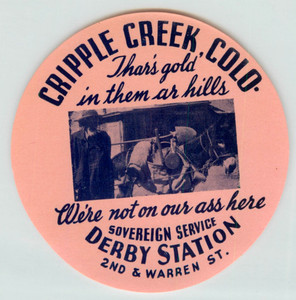 CRIPPLE CREEK, COLO.
Thar's gold
in them ar hills
We're not on our ass here
SOVEREIGN SERVICE
DERBY STATION
2ND & WARREN ST.